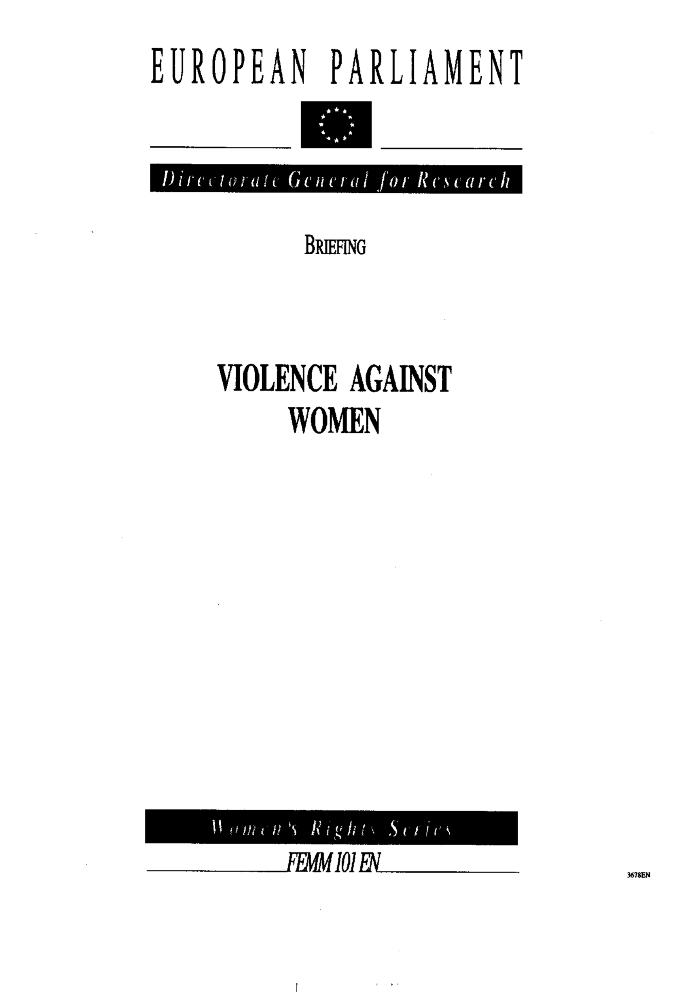 EUROPEAN PARLIAMENT
Directorate General for Research
BRIEFING
VIOLENCE AGAINST
WOMEN
Women's Rights Series
FEMM 101 EN
3678EN